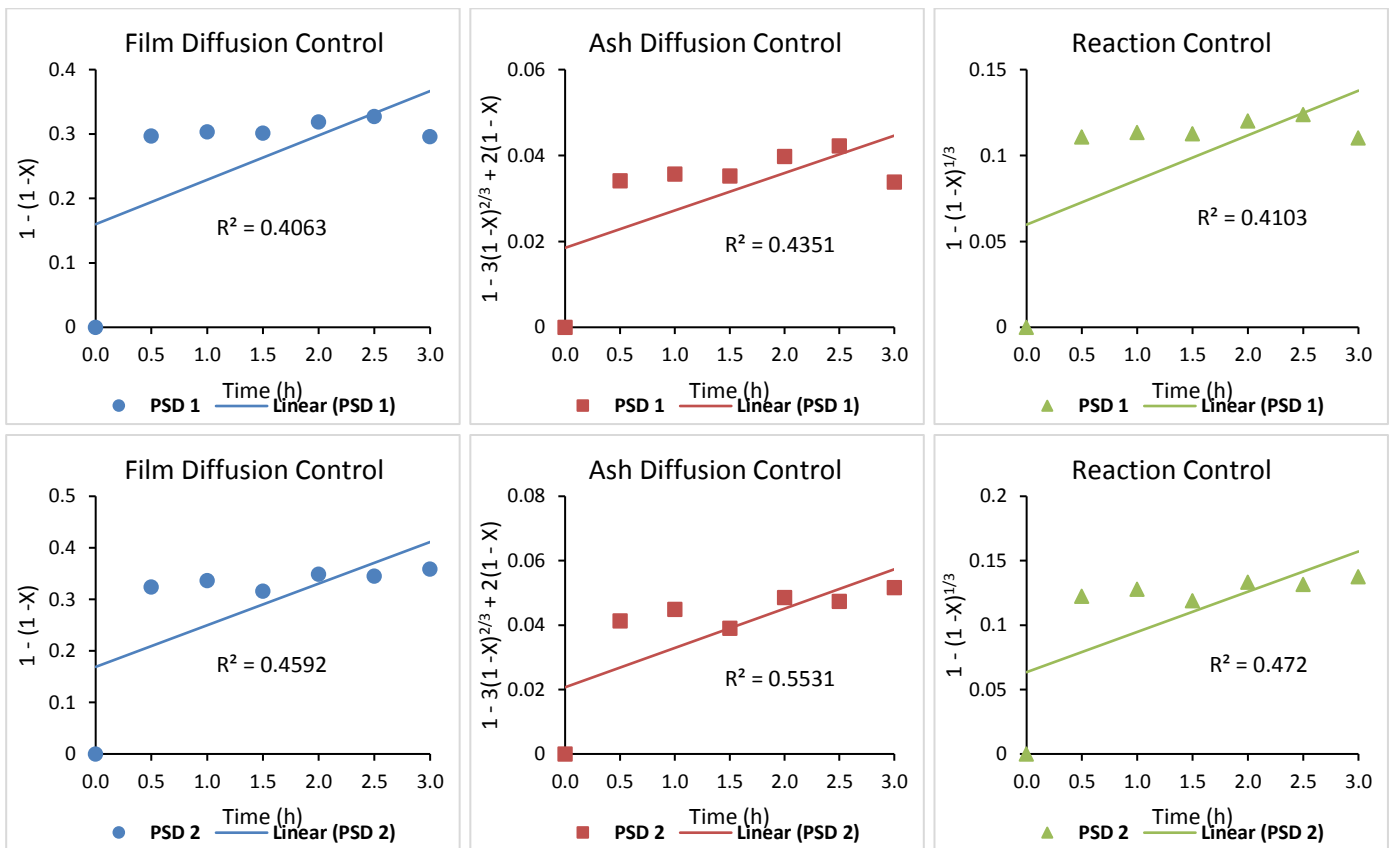 Film Diffusion Control
0.4
0.3
0.2
0.1
0
1 - (1 -X)
R² = 0.4063
0.0 0.5 1.0 1.5 2.0 2.5 3.0
Time (h)
PSD 1 Linear (PSD 1)
Ash Diffusion Control
0.06
0.04
0.02
0
1 - 3(1 -X)^2/3 + 2(1 - X)
R² = 0.4351
0.0 0.5 1.0 1.5 2.0 2.5 3.0
Time (h)
PSD 1 Linear (PSD 1)
Reaction Control
0.15
0.1
0.05
0
1 - (1 -X)^1/3
R² = 0.4103
0.0 0.5 1.0 1.5 2.0 2.5 3.0
Time (h)
PSD 1 Linear (PSD 1)
Film Diffusion Control
0.5
0.4
0.3
0.2
0.1
0
1 - (1 -X)
R² = 0.4592
0.0 0.5 1.0 1.5 2.0 2.5 3.0
Time (h)
PSD 2 Linear (PSD 2)
Ash Diffusion Control
0.08
0.06
0.04
0.02
0
1 - 3(1 -X)^2/3 + 2(1 - X)
R² = 0.5531
0.0 0.5 1.0 1.5 2.0 2.5 3.0
Time (h)
PSD 2 Linear (PSD 2)
Reaction Control
0.2
0.15
0.1
0.05
0
1 - (1 -X)^1/3
R² = 0.472
0.0 0.5 1.0 1.5 2.0 2.5 3.0
Time (h)
PSD 2 Linear (PSD 2)